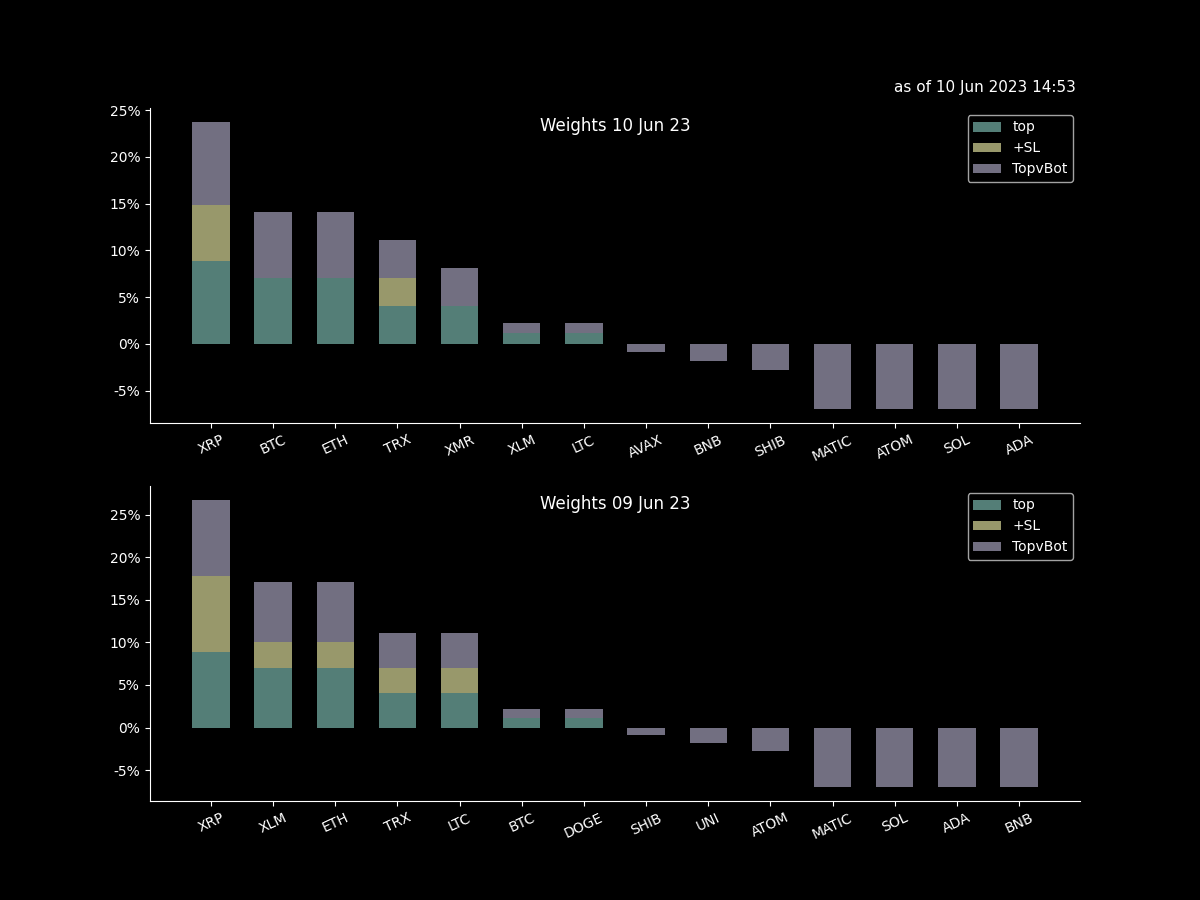 as of 10 Jun 2023 14:53
Weights 10 Jun 23
25%
20%
15%
10%
5%
0%
-5%
top
+SL
TopvBot
XRP BTC ETH TRX XMR XLM LTC AVAX BNB SHIB MATIC ATOM SOL ADA
Weights 09 Jun 23
25%
20%
15%
10%
5%
0%
-5%
top
+SL
TopvBot
XRP XLM ETH TRX LTC BTC DOGE SHIB UNI ATOM MATIC SOL ADA BNB